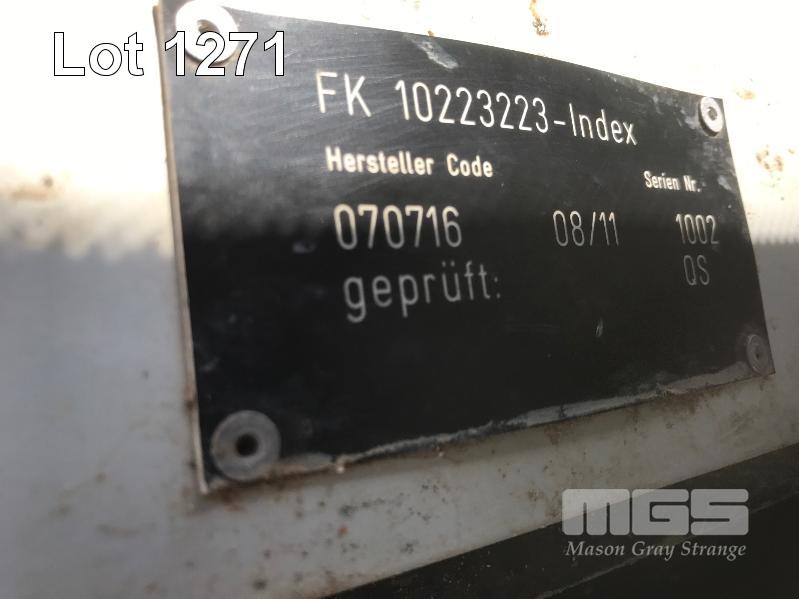 Lot 1271
FK 10223223-Index
Hersteller Code
Serien Nr.
070716 08/11 1002
geprüft: QS
MGS
Mason Gray Strange